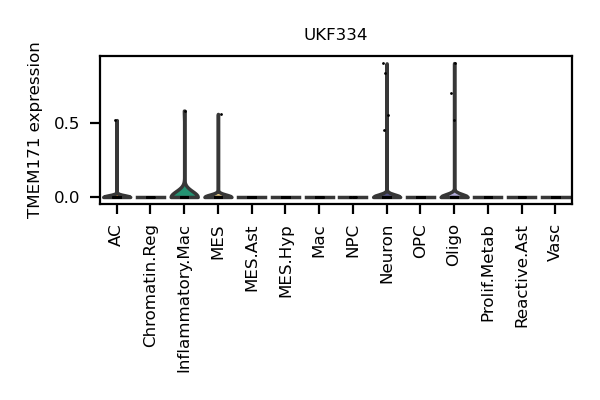 UKF334
TMEM171 expression
0.5
0.0
AC
Chromatin.Reg
Inflammatory.Mac
MES
MES.Ast
MES.Hyp
Mac
NPC
Neuron
OPC
Oligo
Prolif.Metab
Reactive.Ast
Vasc